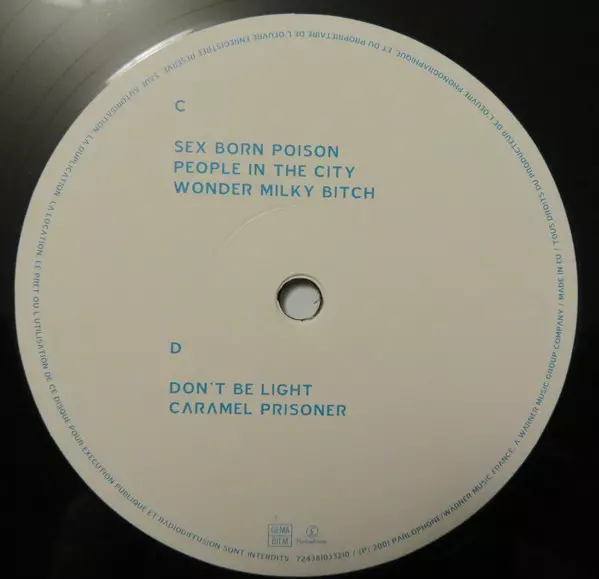 C
SEX BORN POISON
PEOPLE IN THE CITY
WONDER MILKY BITCH
D
DON'T BE LIGHT
CARAMEL PRISONER
GEMA
BIEM
Parlophone
TOUS DROITS DU PRODUCTEUR DE L'OEUVRE PHONOGRAPHIQUE, ET DU PROPRIETAIRE DE L'OEUVRE ENREGISTREE AUTORISATION, LA DUPLICATION, LA LOCATION, LE PRET OU L'UTILISATION DE CE DISQUE POUR EXECUTION PUBLIQUE ET RADIODIFFUSION SONT INTERDITS. 724381033210 / (P) 2001 PARLOPHONE/WARNER MUSIC FRANCE, A WARNER MUSIC GROUP COMPANY / MADE IN EU /